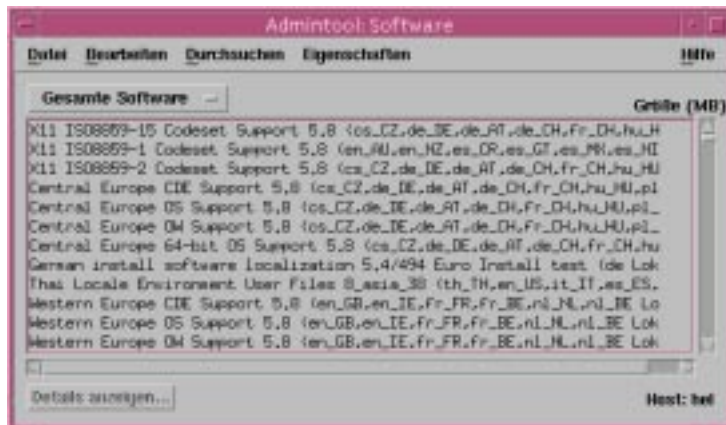 Admintool: Software
Datei Bearbeiten Durchsuchen Eigenschaften Hilfe
Gesamte Software
Größe (MB)
X11 ISO8859-15 Codeset Support 5.8 (cs_CZ,de_DE,de_AT,de_CH,fr_CH,hu_H
X11 ISO8859-1 Codeset Support 5.8 (en_AU,en_NZ,es_CR,es_GT,es_MX,es_NI
X11 ISO8859-2 Codeset Support 5.8 (cs_CZ,de_DE,de_AT,de_CH,fr_CH,hu_HU
Central Europe CDE Support 5.8 (cs_CZ,de_DE,de_AT,de_CH,fr_CH,hu_HU,pl
Central Europe OS Support 5.8 (cs_CZ,de_DE,de_AT,de_CH,fr_CH,hu_HU,pl_
Central Europe OW Support 5.8 (cs_CZ,de_DE,de_AT,de_CH,fr_CH,hu_HU,pl_
Central Europe 64-bit OS Support 5.8 (cs_CZ,de_DE,de_AT,de_CH,fr_CH,hu
German install software localization 5.4/494 Euro Install test (de Lok
Thai Locale Environment User Files 8_asia_38 (th_TH,en_US,it_IT,es_ES,
Western Europe CDE Support 5.8 (en_GB,en_IE,fr_FR,fr_BE,nl_NL,nl_BE Lo
Western Europe OS Support 5.8 (en_GB,en_IE,fr_FR,fr_BE,nl_NL,nl_BE Lok
Western Europe OW Support 5.8 (en_GB,en_IE,fr_FR,fr_BE,nl_NL,nl_BE Lok
Details anzeigen...
Host: hel